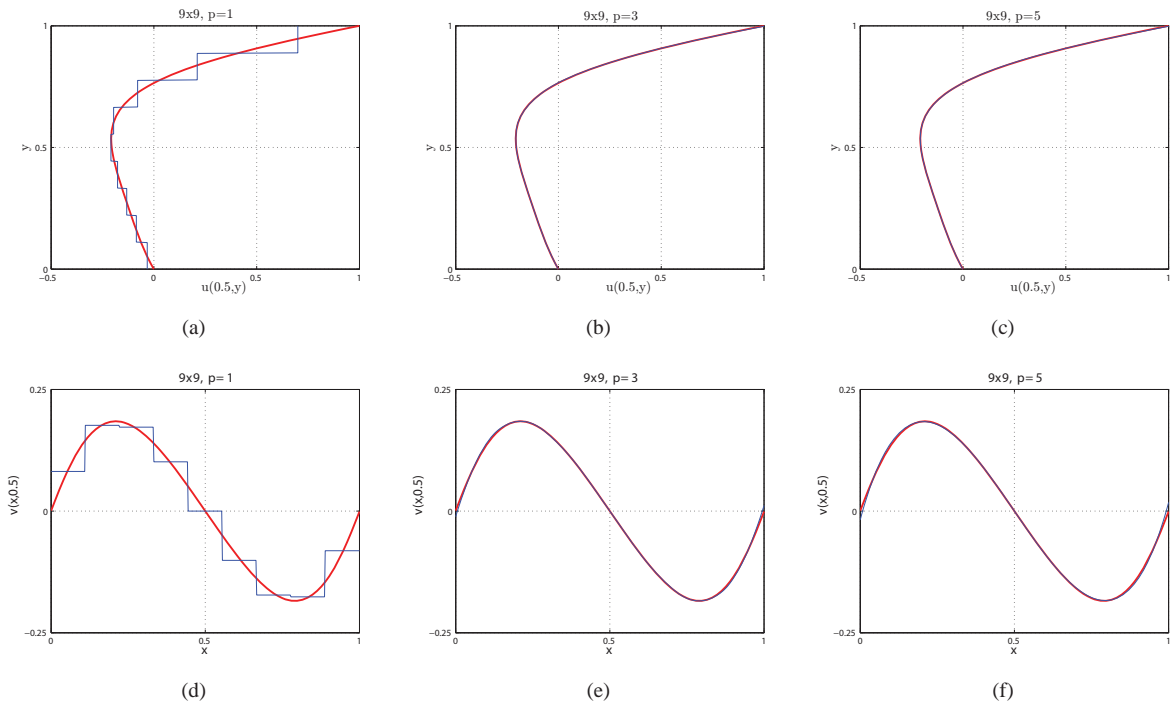 9x9, p=1
9x9, p=3
9x9, p=5
1
0.5
0
y
−0.5
0
0.5
1
u(0.5,y)
1
0.5
0
y
−0.5
0
0.5
1
u(0.5,y)
1
0.5
0
y
−0.5
0
0.5
1
u(0.5,y)
(a)
(b)
(c)
9x9, p=1
9x9, p=3
9x9, p=5
0.25
0
−0.25
v(x,0.5)
0
0.5
1
x
0.25
0
−0.25
v(x,0.5)
0
0.5
1
x
0.25
0
−0.25
v(x,0.5)
0
0.5
1
x
(d)
(e)
(f)